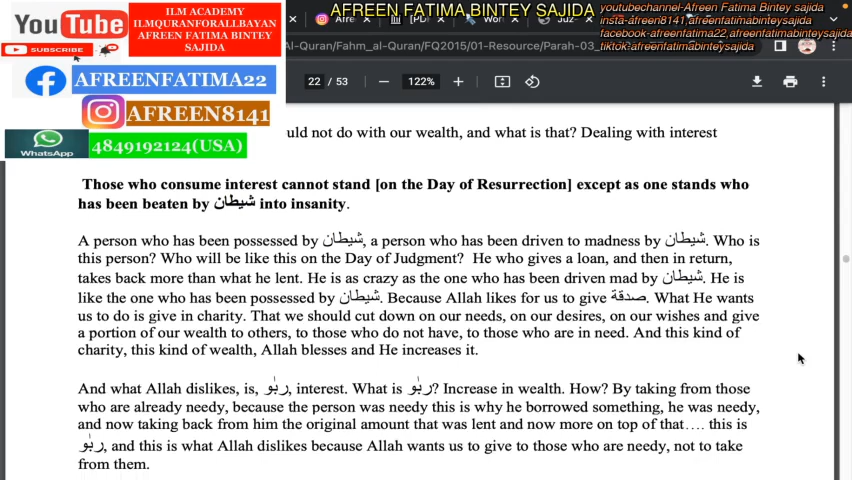 AFREEN FATIMA BINTEY SAJIDA
youtubechannel-Afreen Fatima Bintey sajida
insta-afreen8141,afreenfatimabinteysajida
facebook-afreenfatima22,afreenfatimabinteysajida
tiktok-afreenfatimabinteysajida
YouTube
SUBSCRIBE
ILM ACADEMY
ILMQURANFORALLBAYAN
AFREEN FATIMA BINTEY
SAJIDA
AFREENFATIMA22
AFREEN8141
WhatsApp
4849192124(USA)
Al-Quran/Fahm_al-Quran/FQ2015/01-Resource/Parah-03_
22 / 53
122%
uld not do with our wealth, and what is that? Dealing with interest
Those who consume interest cannot stand [on the Day of Resurrection] except as one stands who
has been beaten by شيطان into insanity.
A person who has been possessed by شيطان, a person who has been driven to madness by شيطان. Who is
this person? Who will be like this on the Day of Judgment? He who gives a loan, and then in return,
takes back more than what he lent. He is as crazy as the one who has been driven mad by شيطان. He is
like the one who has been possessed by شيطان. Because Allah likes for us to give صدقة. What He wants
us to do is give in charity. That we should cut down on our needs, on our desires, on our wishes and give
a portion of our wealth to others, to those who do not have, to those who are in need. And this kind of
charity, this kind of wealth, Allah blesses and He increases it.
And what Allah dislikes, is, ربٰو, interest. What is ربٰو? Increase in wealth. How? By taking from those
who are already needy, because the person was needy this is why he borrowed something, he was needy,
and now taking back from him the original amount that was lent and now more on top of that…. this is
ربٰو, and this is what Allah dislikes because Allah wants us to give to those who are needy, not to take
from them.